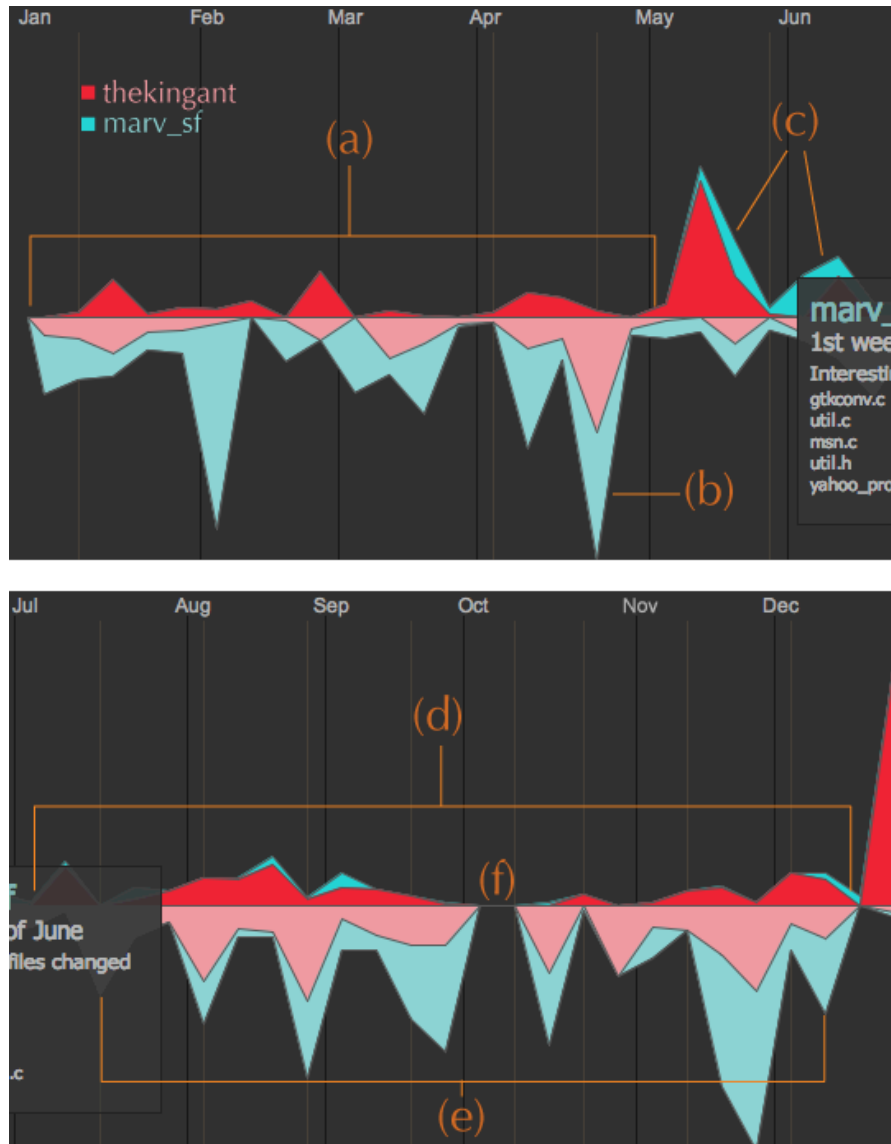 Jan Feb Mar Apr May Jun
thekingant
marv_sf
(a)
(c)
marv_
1st wee
Interesti
gtkconv.c
util.c
msn.c
util.h
yahoo_pro
(b)
Jul Aug Sep Oct Nov Dec
(d)
(f)
f
of June
files changed
.c
(e)